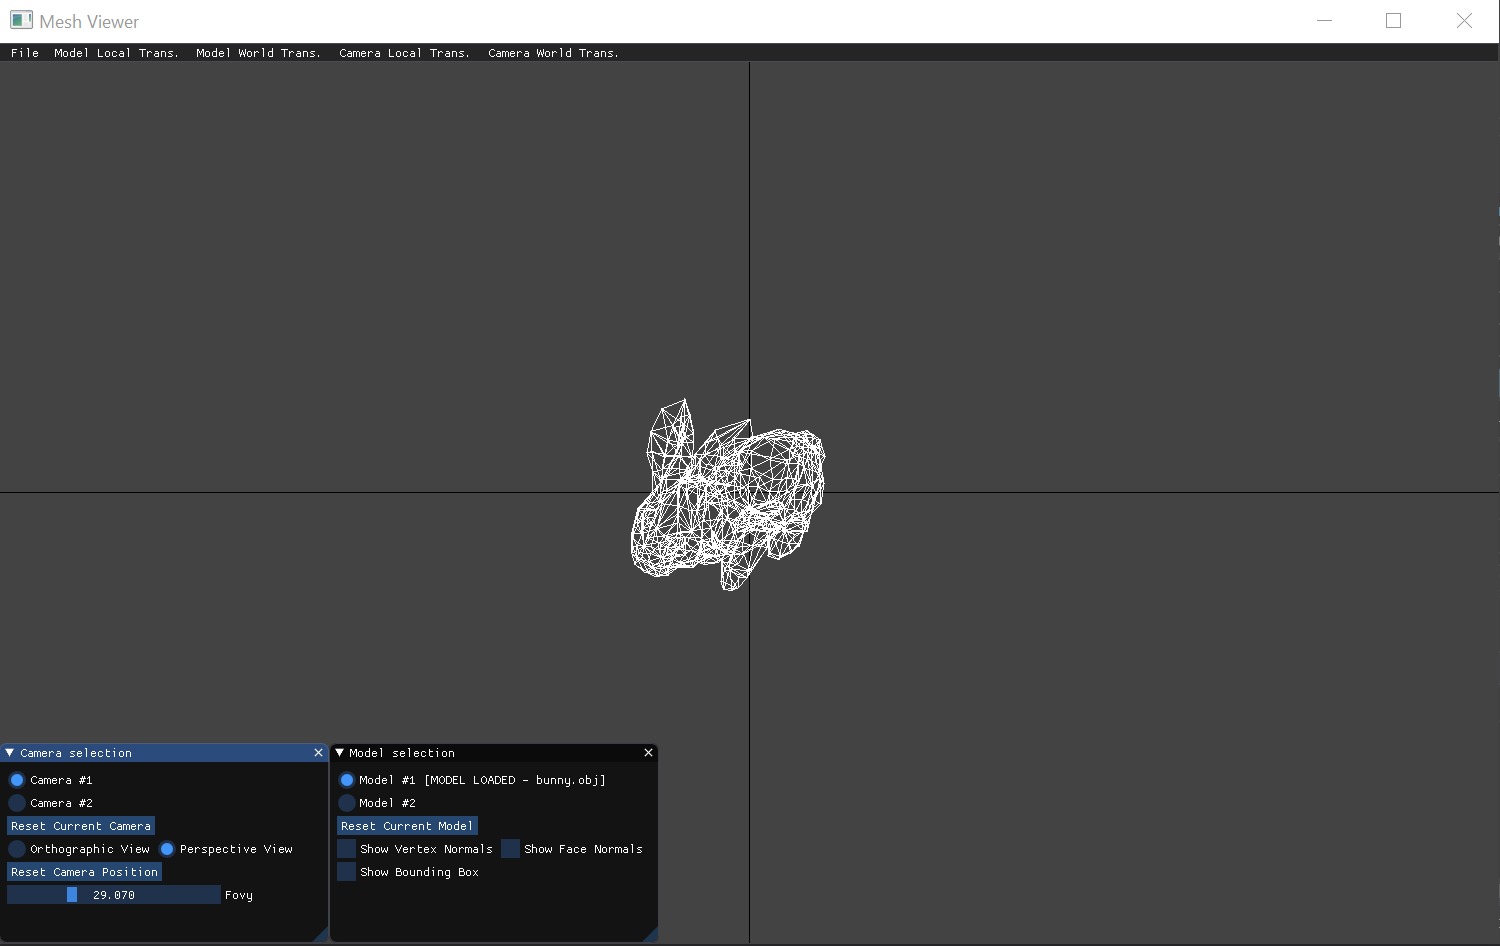 Mesh Viewer
File Model Local Trans. Model World Trans. Camera Local Trans. Camera World Trans.
Camera selection
Camera #1
Camera #2
Reset Current Camera
Orthographic View Perspective View
Reset Camera Position
29.070 Fovy
Model selection
Model #1 [MODEL LOADED - bunny.obj]
Model #2
Reset Current Model
Show Vertex Normals Show Face Normals
Show Bounding Box